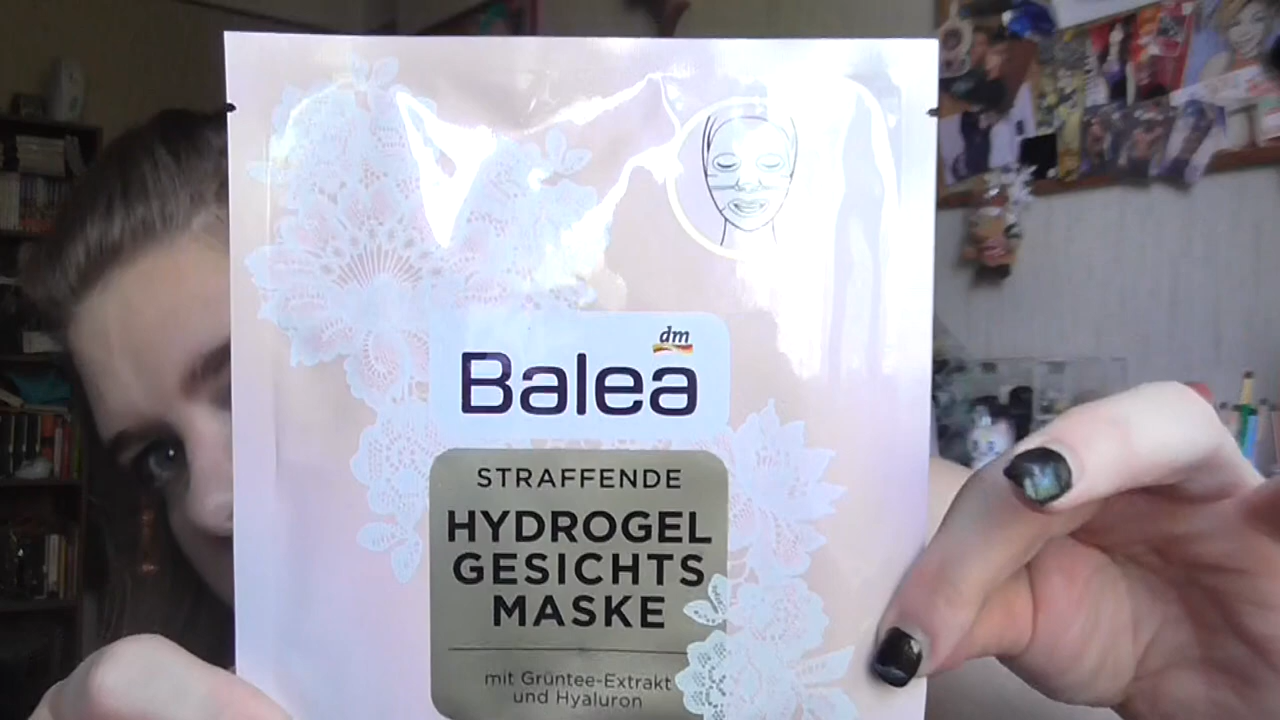 dm
Balea
STRAFFENDE
HYDROGEL
GESICHTS
MASKE
mit Grüntee-Extrakt
und Hyaluron